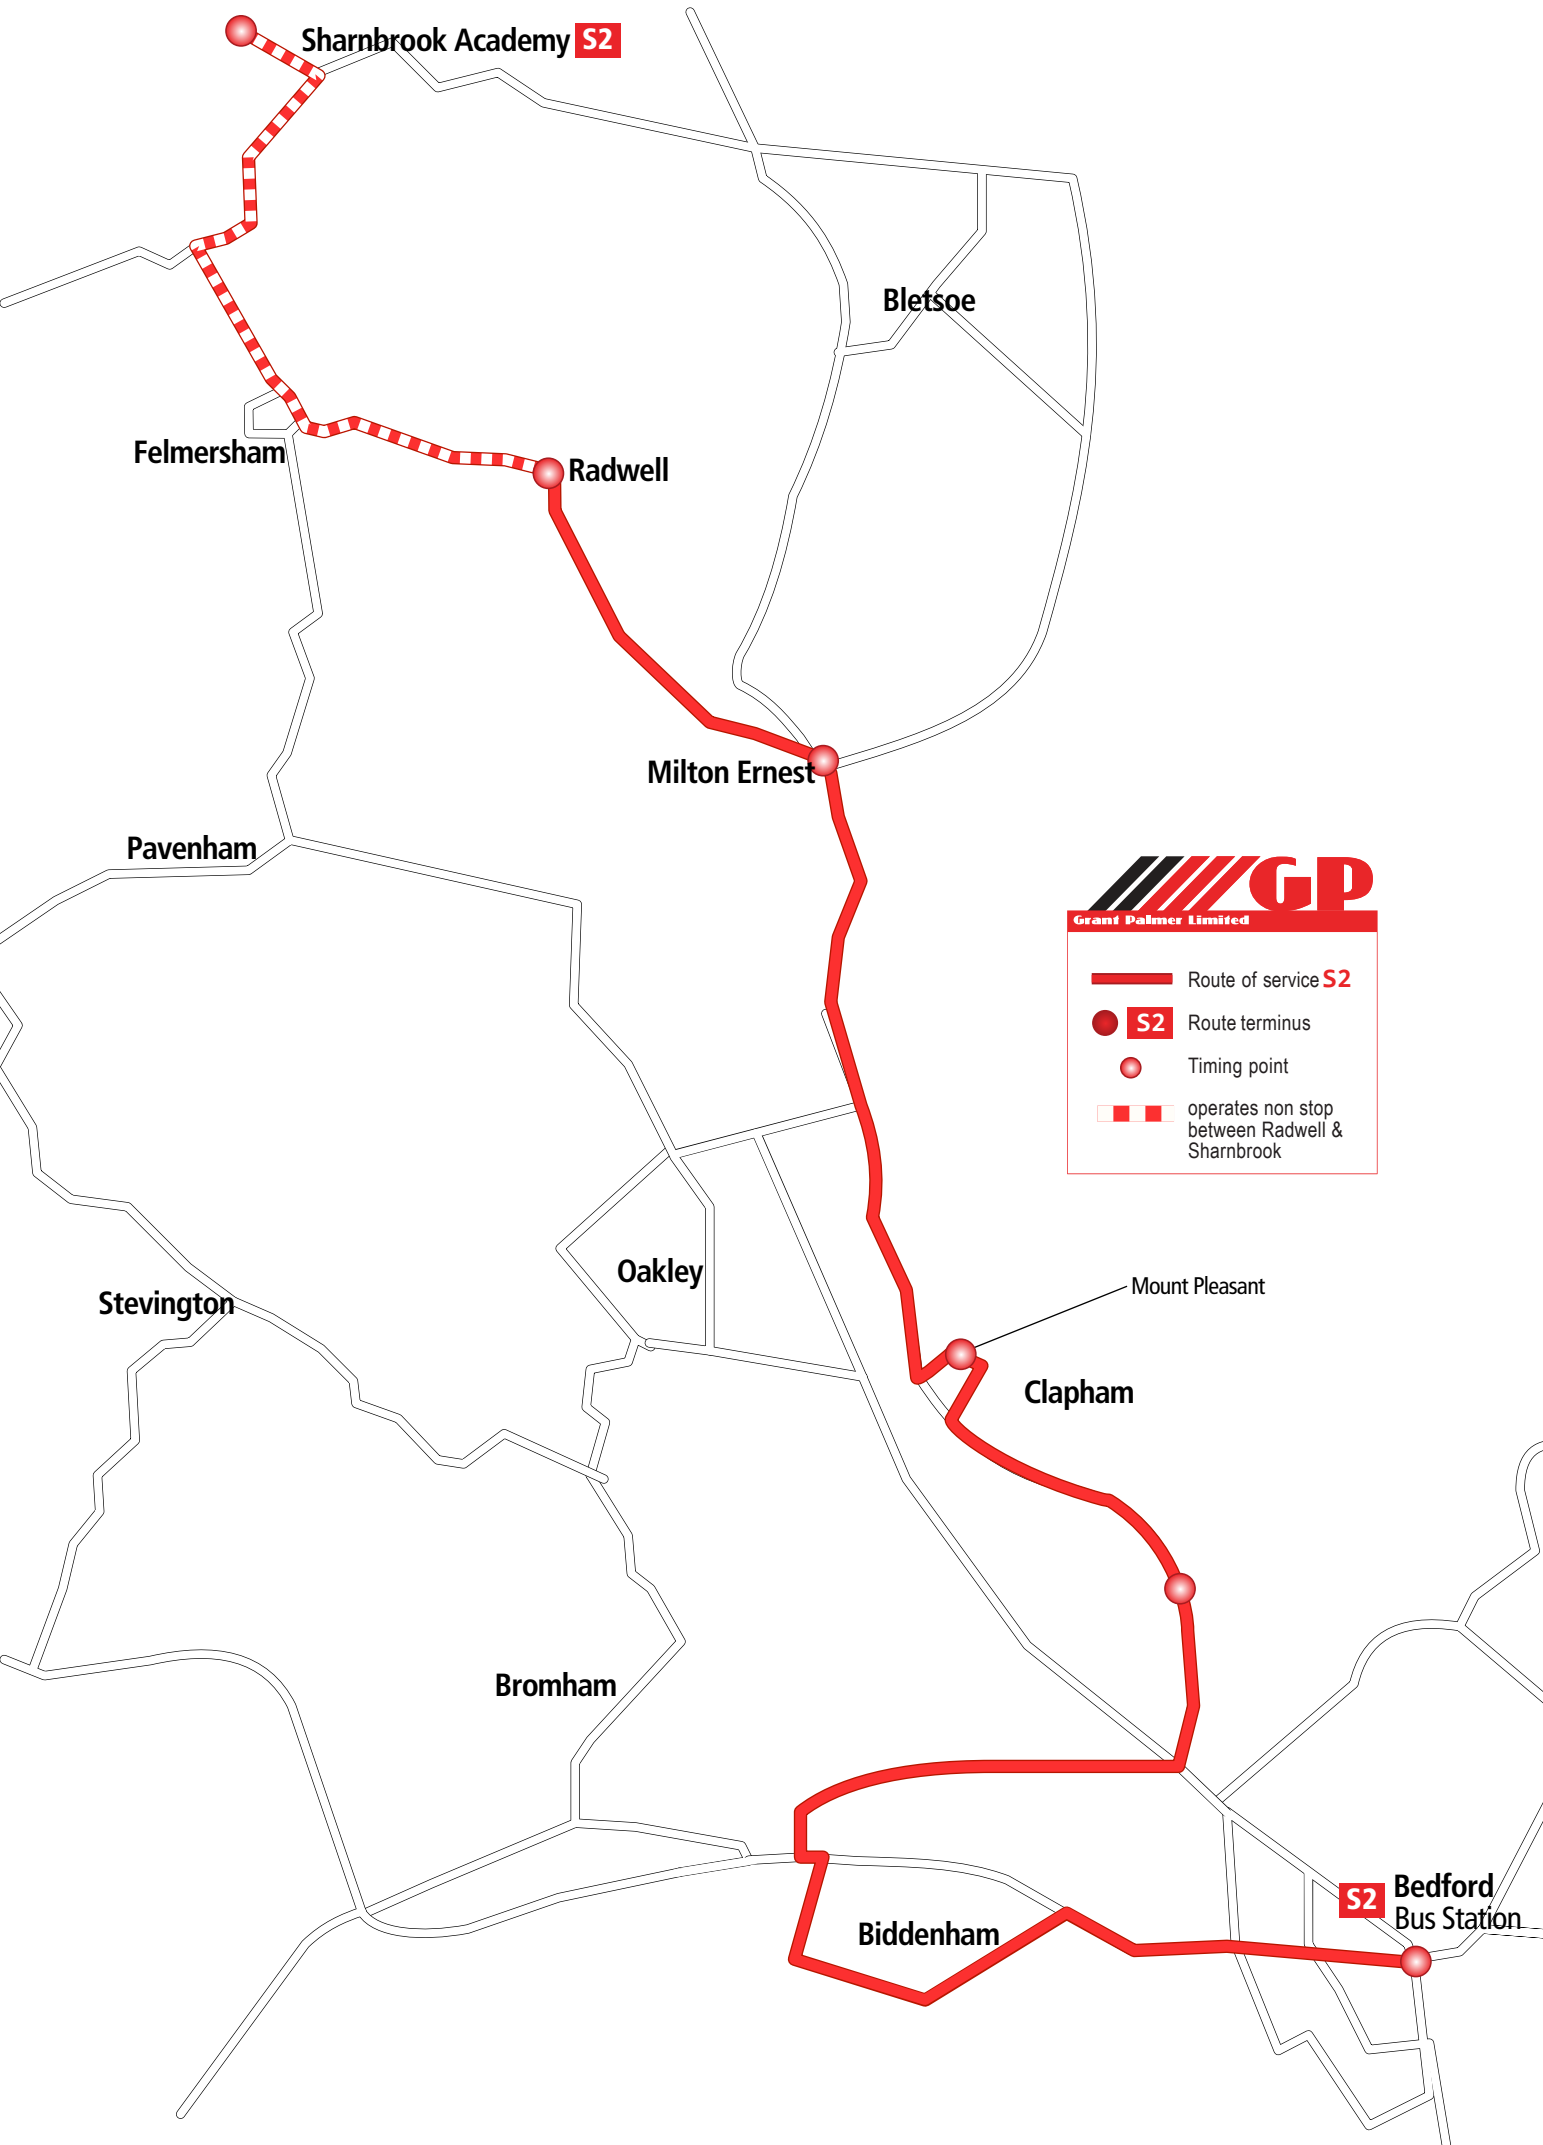 Sharnbrook Academy S2
Bletsoe
Felmersham
Radwell
Milton Ernest
Pavenham
GP
Grant Palmer Limited
Route of service S2
S2 Route terminus
Timing point
operates non stop
between Radwell &
Sharnbrook
Oakley
Mount Pleasant
Stevington
Clapham
Bromham
S2
Bedford
Bus Station
Biddenham